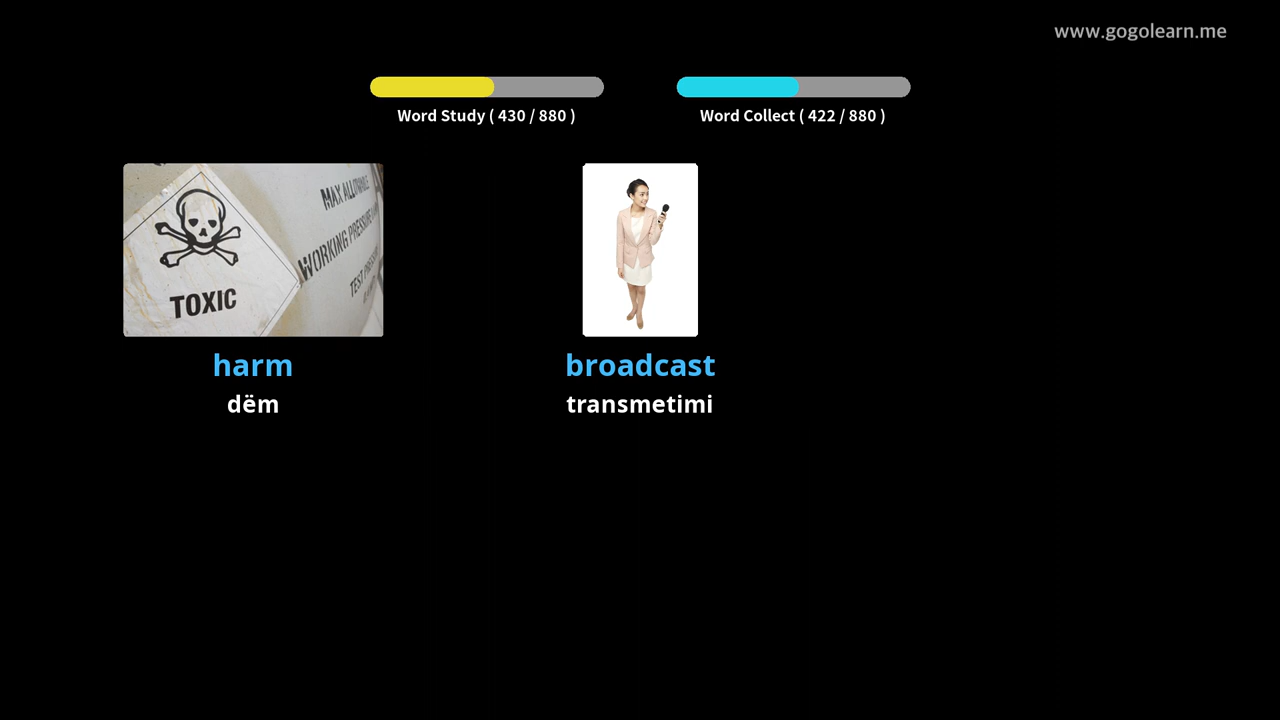 www.gogolearn.me
Word Study ( 430 / 880 )
Word Collect ( 422 / 880 )
TOXIC
MAX ALLOWABLE
WORKING PRESSURE
TEST
harm
dëm
broadcast
transmetimi